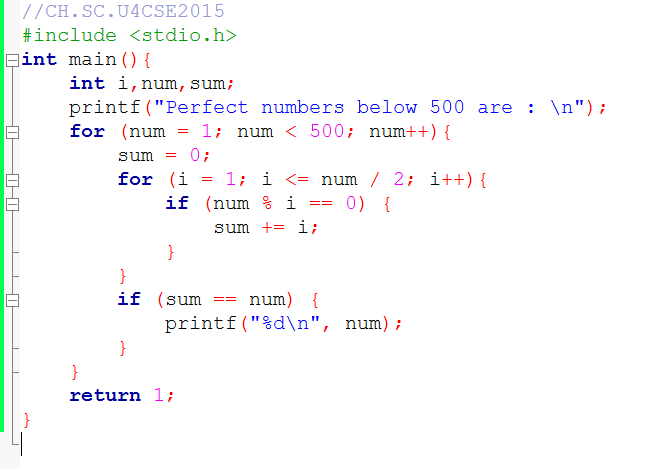 //CH.SC.U4CSE2015
#include <stdio.h>
int main(){
    int i,num,sum;
    printf("Perfect numbers below 500 are : \n");
    for (num = 1; num < 500; num++){
        sum = 0;
        for (i = 1; i <= num / 2; i++){
            if (num % i == 0) {
                sum += i;
            }
        }
        if (sum == num) {
            printf("%d\n", num);
        }
    }
    return 1;
}